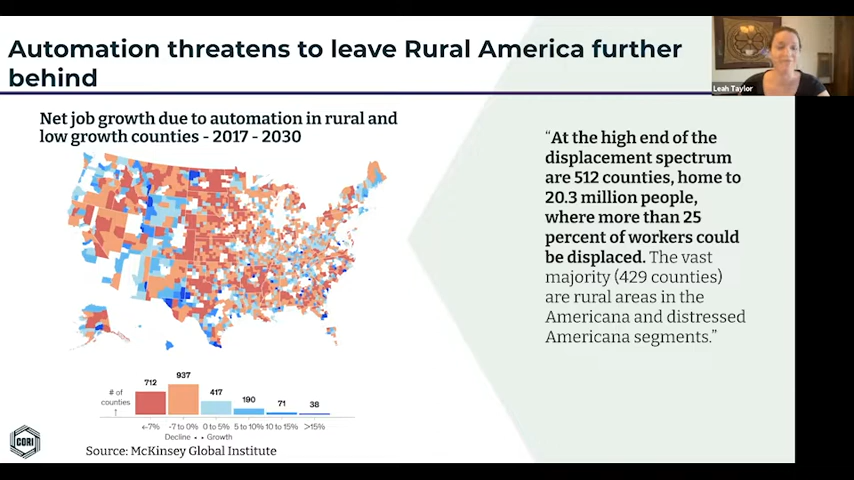 Automation threatens to leave Rural America further
behind
Leah Taylor
Net job growth due to automation in rural and
low growth counties - 2017 - 2030
“At the high end of the
displacement spectrum
are 512 counties, home to
20.3 million people,
where more than 25
percent of workers could
be displaced. The vast
majority (429 counties)
are rural areas in the
Americana and distressed
Americana segments.”
# of
counties
↑
712
937
417
190
71
38
<-7%
-7 to 0%
0 to 5%
5 to 10%
10 to 15%
>15%
Decline • • Growth
CORI
Source: McKinsey Global Institute